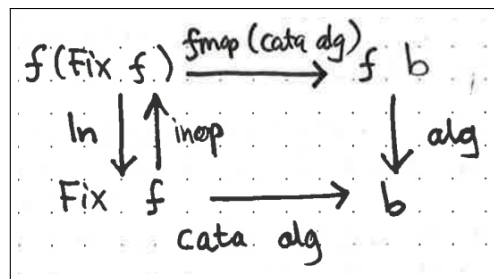 f(Fix f) fmap (cata alg) f b
In inop alg
Fix f b
cata alg